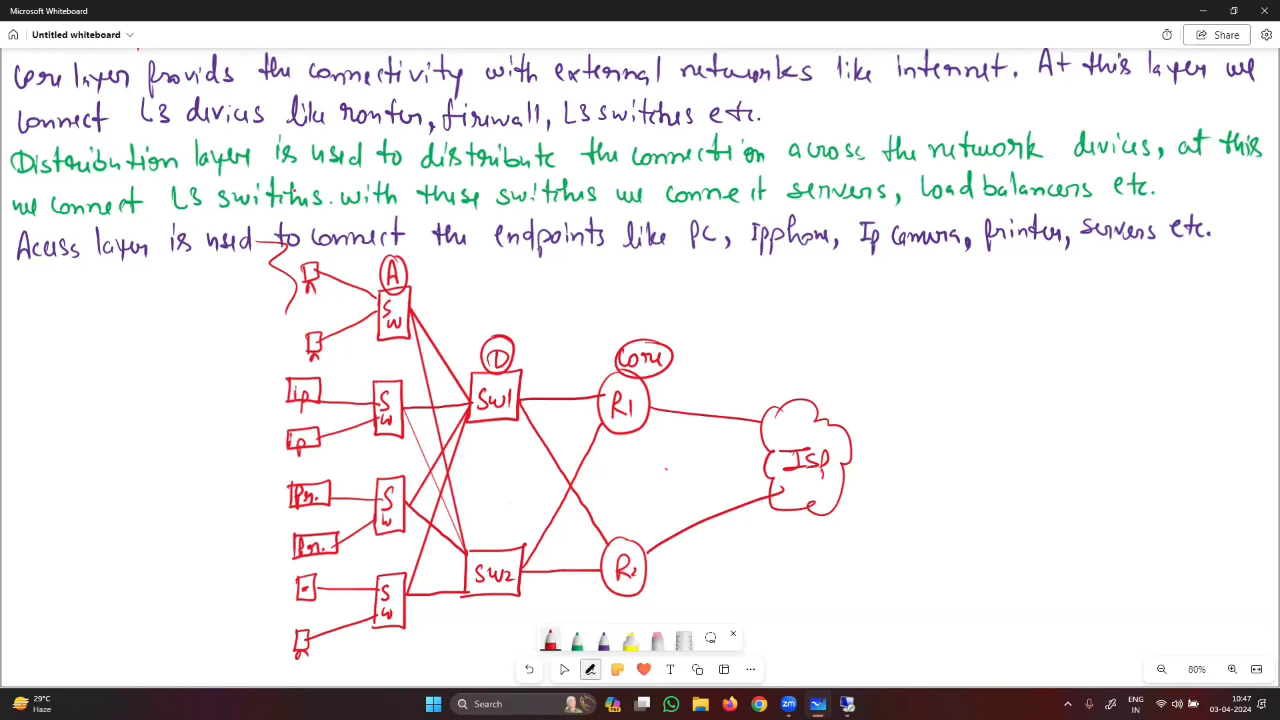 Microsoft Whiteboard
Untitled whiteboard
Share
Core layer provids the connectivity with external networks like Internet. At this layer we
connect L3 devices like router, firewall, L3 switches etc.
Distribution layer is used to distribute the connection across the network devices, at this
we connect L3 switches. with these switches we connect servers, load balancers etc.
Acess layer is used to connect the endpoints like PC, Ipphone, Ip camera, printer, servers etc.
A
SW
D
Core
ip
SW
SW1
R1
ip
ISP
Pr.
SW
Pr.
SW2
R2
SW
T
80%
29°C
Haze
Search
ENG
IN
10:47
03-04-2024